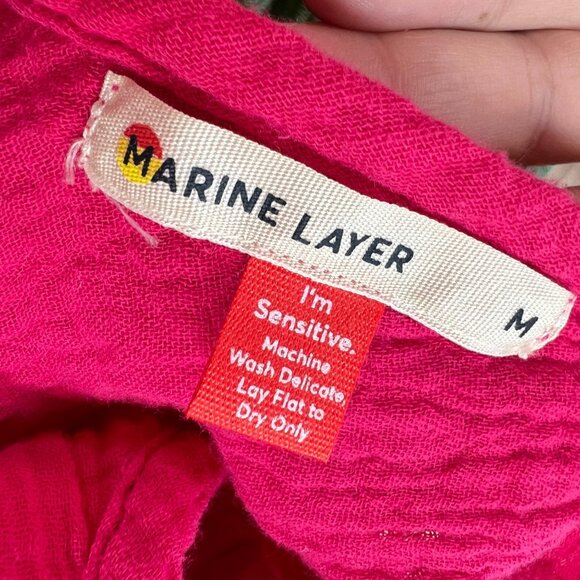 MARINE LAYER
M
I'm
Sensitive.
Machine
Wash Delicate
Lay Flat to
Dry Only